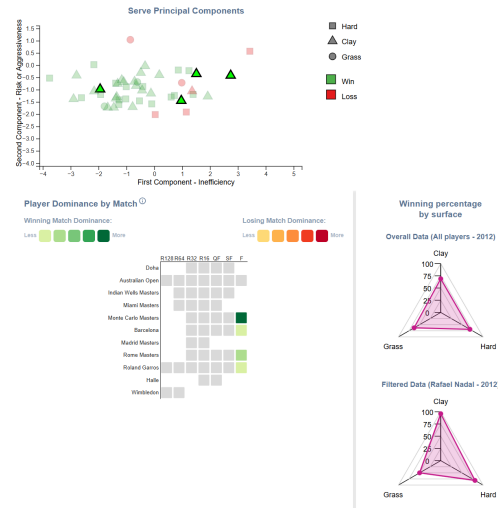 Serve Principal Components
Second Component - Risk or Aggressiveness
1.5
1.0
0.5
0.0
−0.5
−1.0
−1.5
−2.0
−2.5
−3.0
−3.5
−4.0
−4 −3 −2 −1 0 1 2 3 4 5
First Component - Inefficiency
Hard
Clay
Grass
Win
Loss
Player Dominance by Match
Winning Match Dominance:
Less More
Losing Match Dominance:
Less More
R128 R64 R32 R16 QF SF F
Doha
Australian Open
Indian Wells Masters
Miami Masters
Monte Carlo Masters
Barcelona
Madrid Masters
Rome Masters
Roland Garros
Halle
Wimbledon
Winning percentage
by surface
Overall Data (All players - 2012)
Clay
100
75
50
25
0
Grass Hard
Filtered Data (Rafael Nadal - 2012
Clay
100
75
50
25
0
Grass Hard